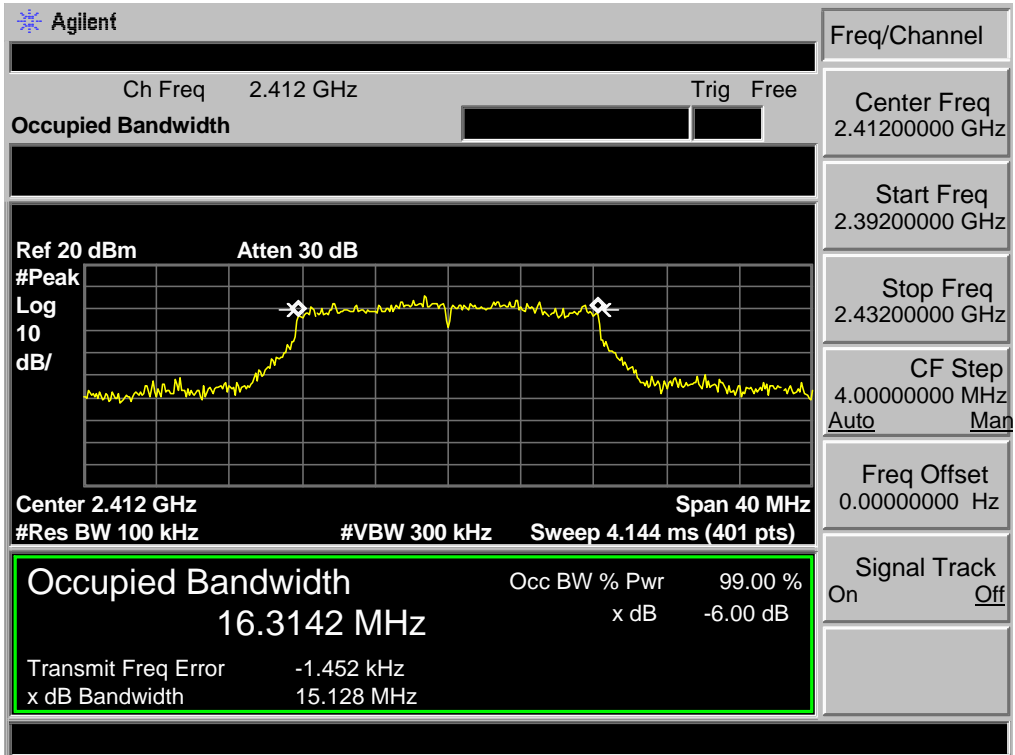 Agilent
Freq/Channel
Ch Freq 2.412 GHz Trig Free
Occupied Bandwidth
Center Freq
2.41200000 GHz
Start Freq
2.39200000 GHz
Stop Freq
2.43200000 GHz
CF Step
4.00000000 MHz
Auto Man
Freq Offset
0.00000000 Hz
Signal Track
On Off
Ref 20 dBm Atten 30 dB
#Peak
Log
10
dB/
Center 2.412 GHz Span 40 MHz
#Res BW 100 kHz #VBW 300 kHz Sweep 4.144 ms (401 pts)
Occupied Bandwidth Occ BW % Pwr 99.00 %
16.3142 MHz x dB -6.00 dB
Transmit Freq Error -1.452 kHz
x dB Bandwidth 15.128 MHz